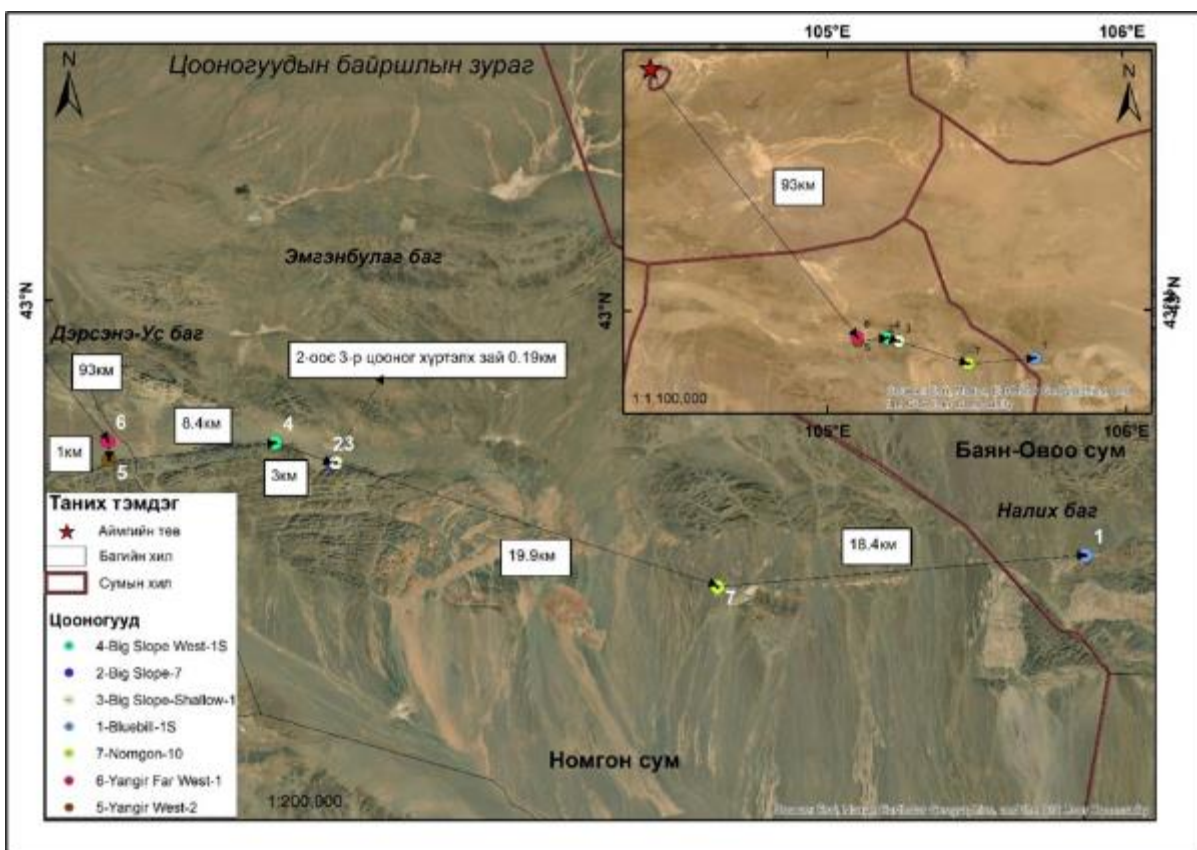 105°E
106°E
N
Цооногуудын байршлын зураг
N
93км
43°N
43°N
43°N
Эмгэнбулаг баг
Дэрсэнэ-Ус баг
2-оос 3-р цооног хүртэлх зай 0.19км
93км
1:1,100,000
105°E
106°E
8.4км
6
4
23
1км
5
3км
Баян-Овоо сум
Таних тэмдэг
Аймгийн төв
Багийн хил
Сумын хил
Налих баг
1
18.4км
19.9км
7
Цооногууд
4-Big Slope West-1S
2-Big Slope-7
3-Big Slope-Shallow-1
1-Bluebill-1S
7-Nomgon-10
6-Yangir Far West-1
5-Yangir West-2
Номгон сум
1:200,000